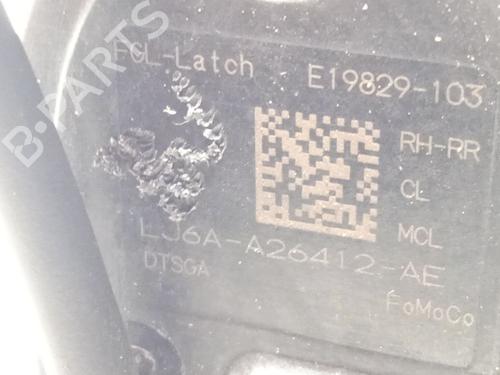 FCL-Latch E19829-103
RH-RR
CL
MCL
LJ6A-A26412-AE
DTSGA
FoMoCo
B-PARTS